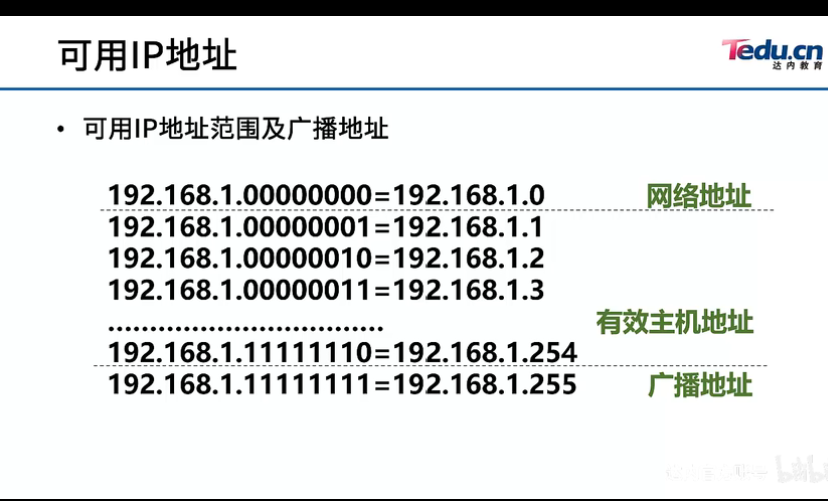 可用IP地址
Tedu.cn
达内教育
• 可用IP地址范围及广播地址
192.168.1.00000000=192.168.1.0 网络地址
192.168.1.00000001=192.168.1.1
192.168.1.00000010=192.168.1.2
192.168.1.00000011=192.168.1.3
................................ 有效主机地址
192.168.1.11111110=192.168.1.254
192.168.1.11111111=192.168.1.255 广播地址